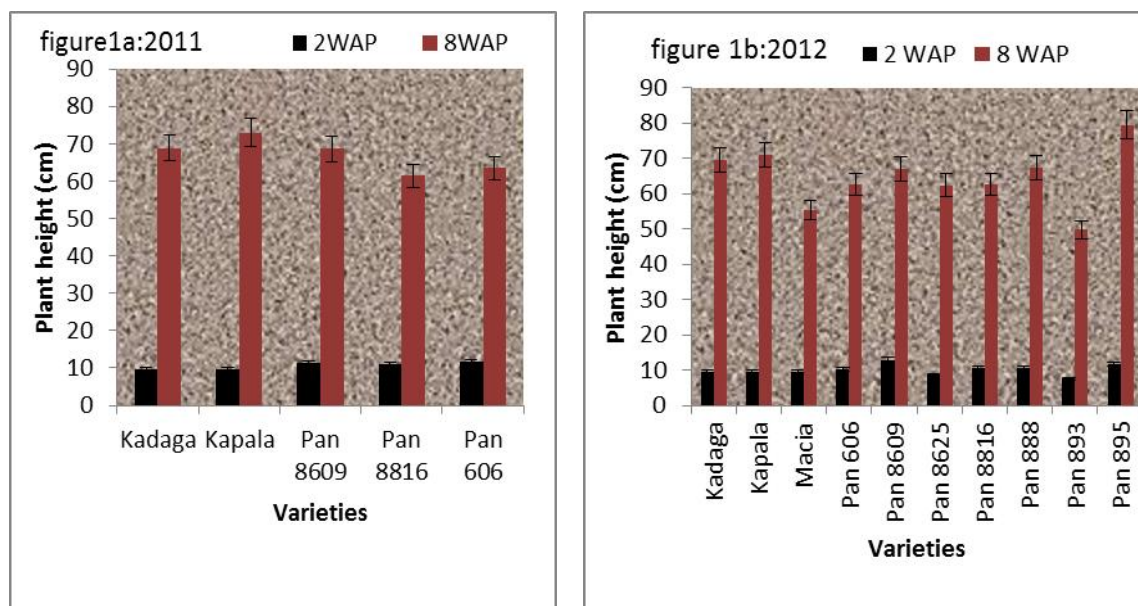 figure1a:2011
2WAP 8WAP
Plant height (cm)
90
80
70
60
50
40
30
20
10
0
Kadaga Kapala Pan 8609 Pan 8816 Pan 606
Varieties
figure 1b:2012
2 WAP 8 WAP
Plant height (cm)
90
80
70
60
50
40
30
20
10
0
Kadaga
Kapala
Macia
Pan 606
Pan 8609
Pan 8625
Pan 8816
Pan 888
Pan 893
Pan 895
Varieties